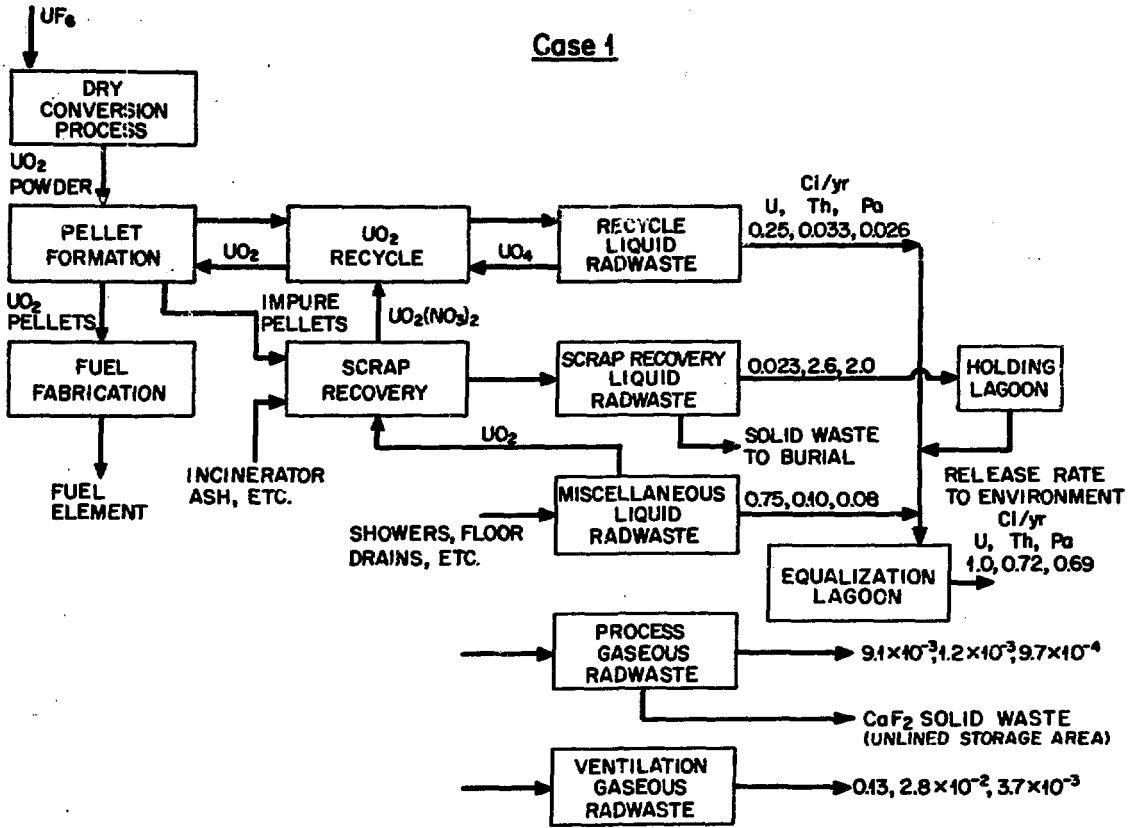 UF₆
Case 1
DRY
CONVERSION
PROCESS
UO₂
POWDER
Ci/yr
U, Th, Pa
PELLET
FORMATION
UO₂
UO₂
RECYCLE
UO₄
RECYCLE
LIQUID
RADWASTE
0.25, 0.033, 0.026
UO₂
PELLETS
IMPURE
PELLETS
UO₂(NO₃)₂
FUEL
FABRICATION
SCRAP
RECOVERY
SCRAP RECOVERY
LIQUID
RADWASTE
0.023, 2.6, 2.0
HOLDING
LAGOON
UO₂
SOLID WASTE
TO BURIAL
FUEL
ELEMENT
INCINERATOR
ASH, ETC.
MISCELLANEOUS
LIQUID
RADWASTE
0.75, 0.10, 0.08
RELEASE RATE
TO ENVIRONMENT
Ci/yr
U, Th, Pa
1.0, 0.72, 0.69
SHOWERS, FLOOR
DRAINS, ETC.
EQUALIZATION
LAGOON
PROCESS
GASEOUS
RADWASTE
9.1×10⁻³, 1.2×10⁻³, 9.7×10⁻⁴
CaF₂ SOLID WASTE
(UNLINED STORAGE AREA)
VENTILATION
GASEOUS
RADWASTE
0.13, 2.8×10⁻², 3.7×10⁻³